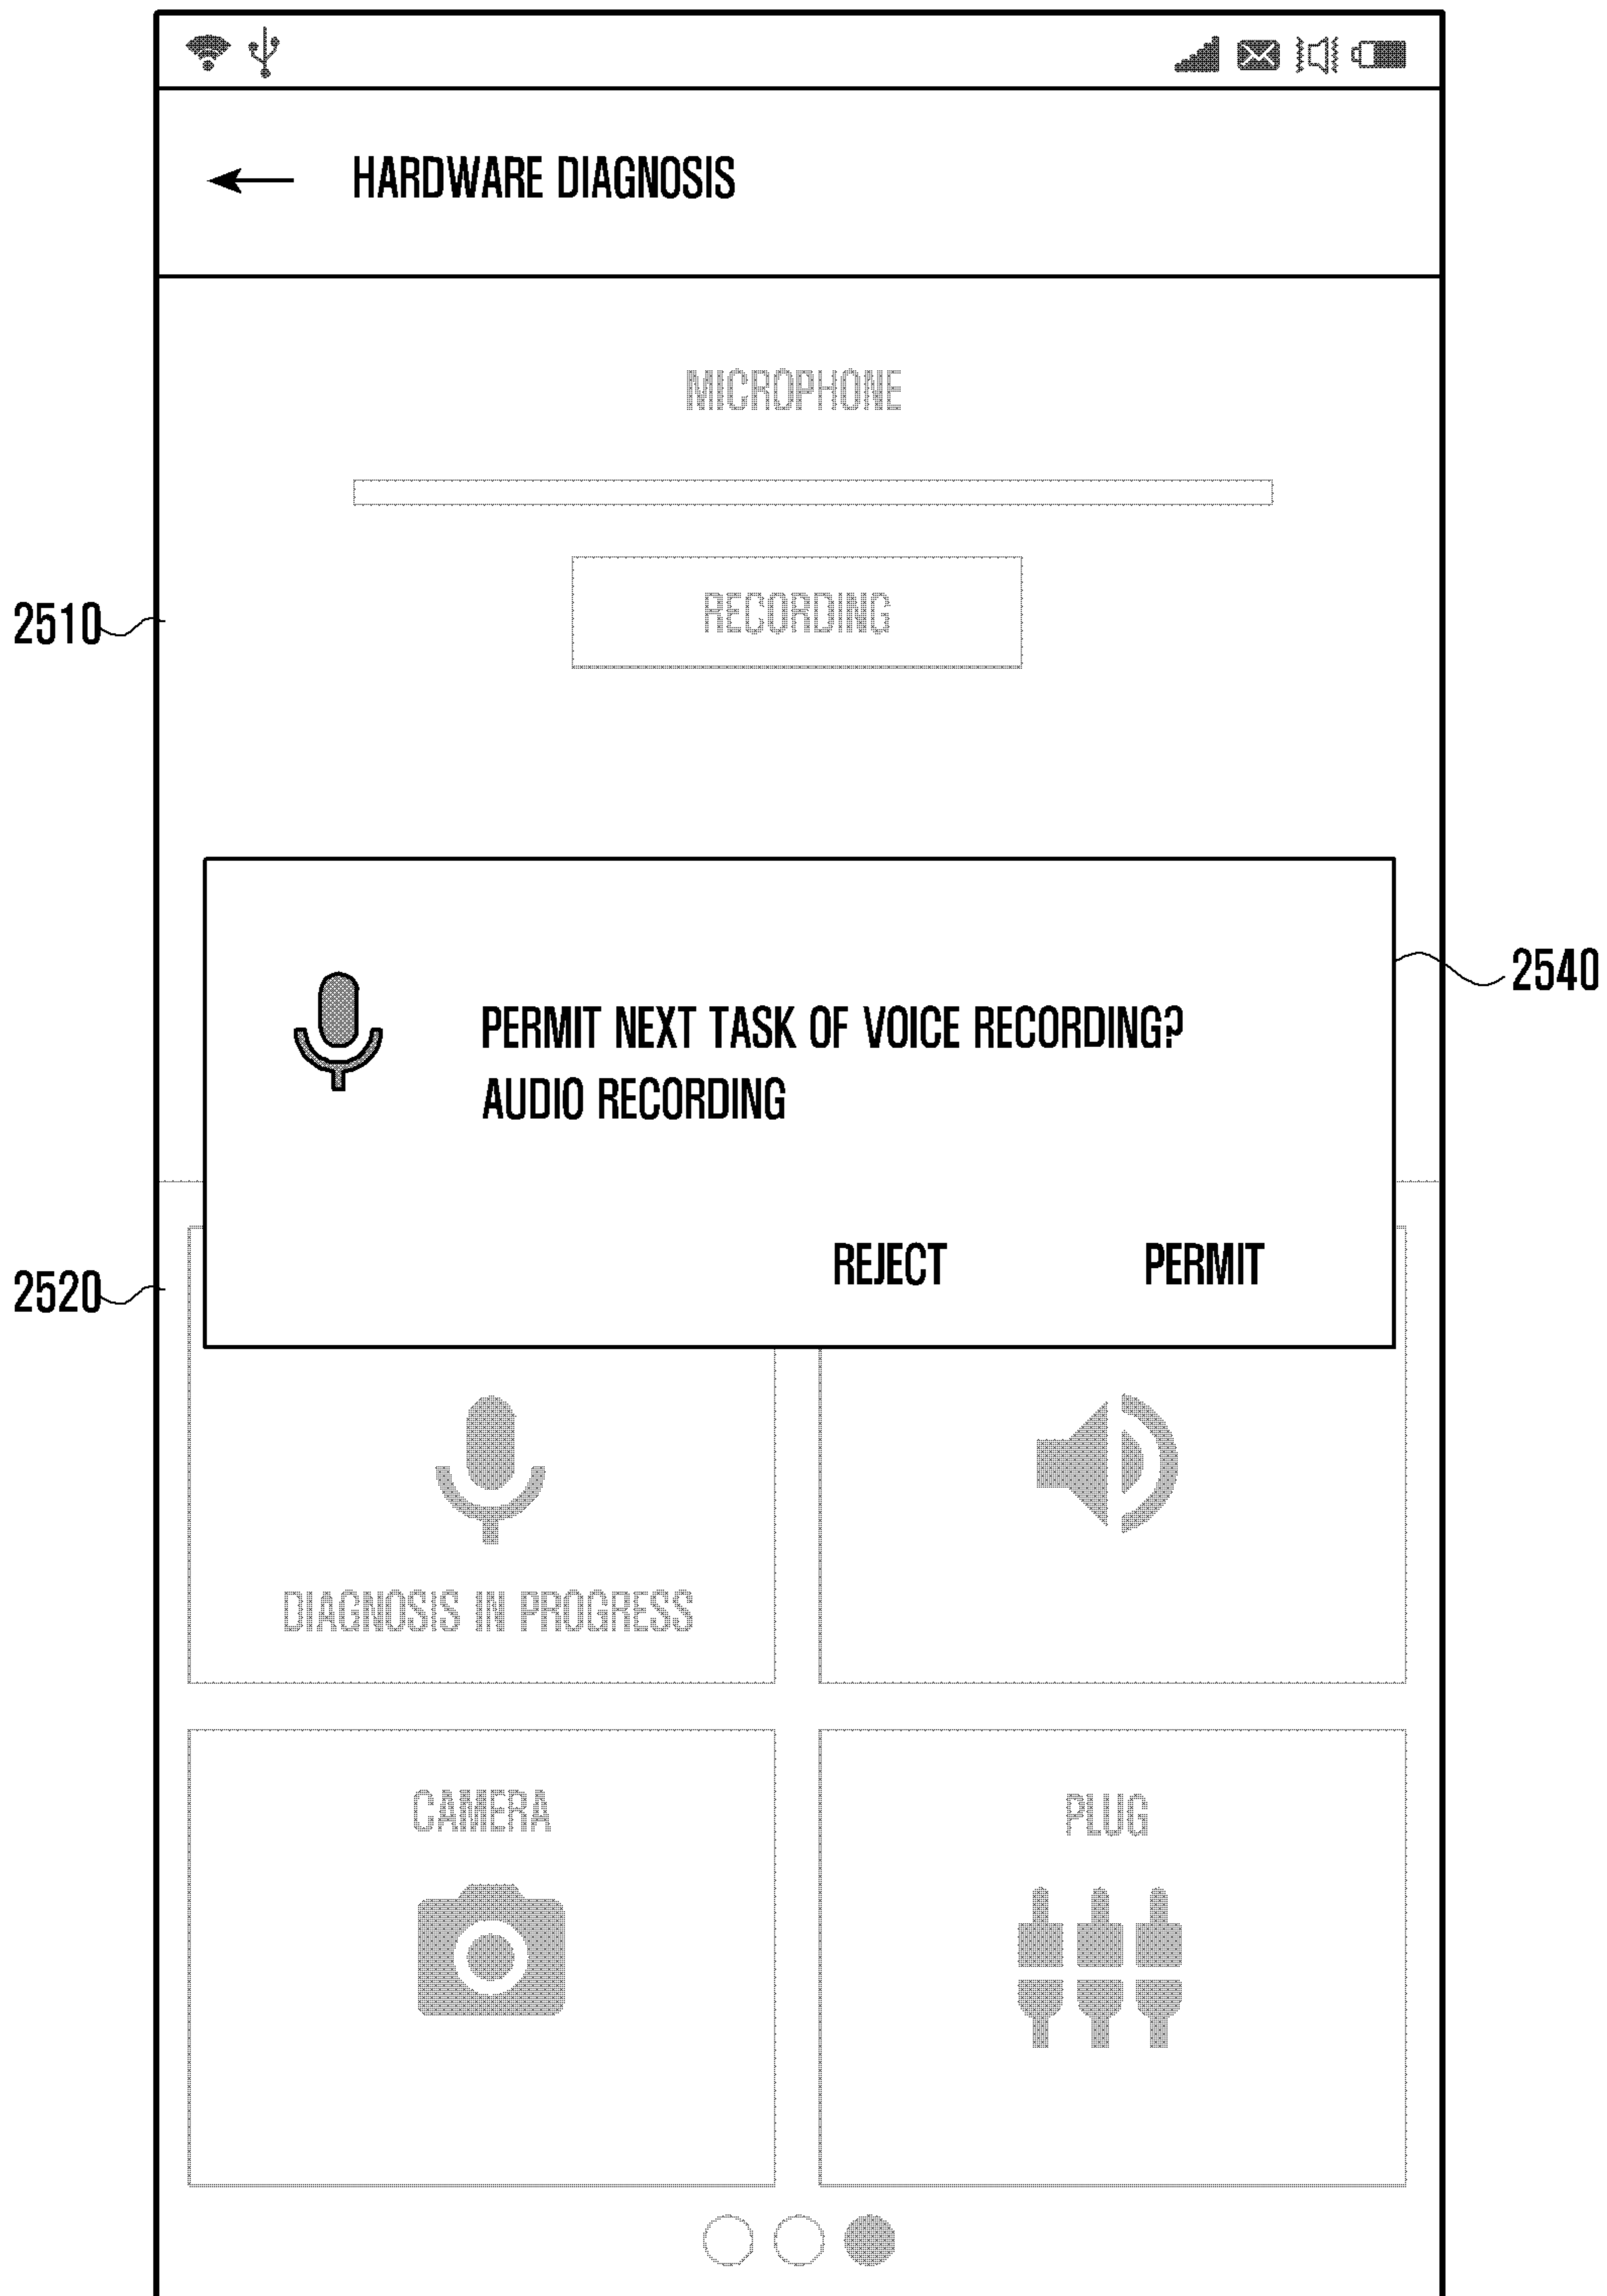 HARDWARE DIAGNOSIS
MICROPHONE
RECORDING
2510
2540
PERMIT NEXT TASK OF VOICE RECORDING?
AUDIO RECORDING
REJECT PERMIT
2520
DIAGNOSIS IN PROGRESS
CAMERA PLUG